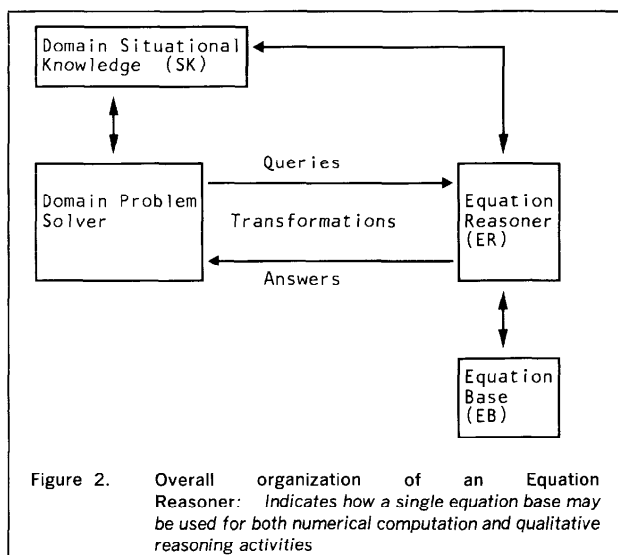 Domain Situational
Knowledge (SK)
Queries
Domain Problem
Solver
Transformations
Equation
Reasoner
(ER)
Answers
Equation
Base
(EB)
Figure 2. Overall organization of an Equation
Reasoner: Indicates how a single equation base may
be used for both numerical computation and qualitative
reasoning activities